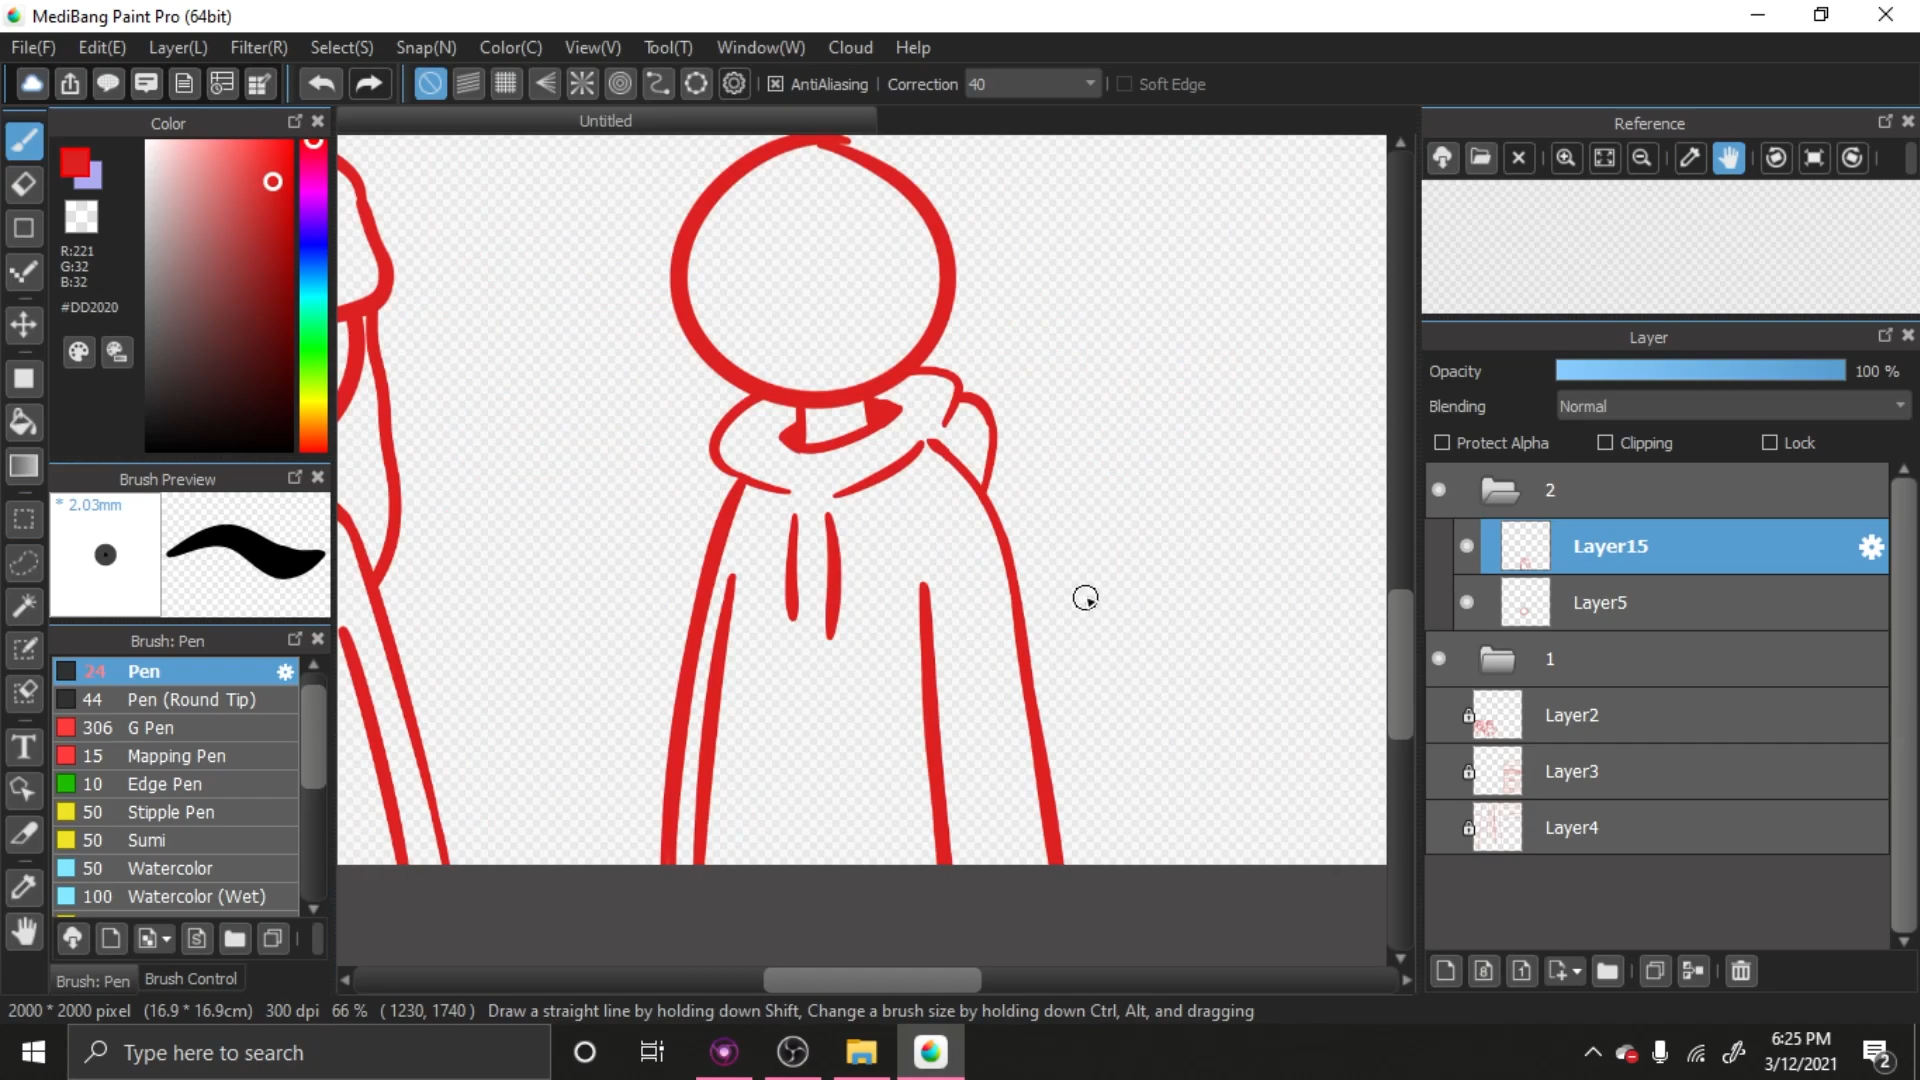 MediBang Paint Pro (64bit)
File(F) Edit(E) Layer(L) Filter(R) Select(S) Snap(N) Color(C) View(V) Tool(T) Window(W) Cloud Help
AntiAliasing Correction 40 Soft Edge
Color
Untitled
Reference
R:221
G:32
B:32
#DD2020
Layer
Opacity 100 %
Blending Normal
Protect Alpha Clipping Lock
Brush Preview
* 2.03mm
2
Layer15
Layer5
1
Layer2
Layer3
Layer4
Brush: Pen
24 Pen
44 Pen (Round Tip)
306 G Pen
15 Mapping Pen
10 Edge Pen
50 Stipple Pen
50 Sumi
50 Watercolor
100 Watercolor (Wet)
Brush: Pen Brush Control
2000 * 2000 pixel (16.9 * 16.9cm) 300 dpi 66 % ( 1230, 1740 ) Draw a straight line by holding down Shift, Change a brush size by holding down Ctrl, Alt, and dragging
Type here to search
6:25 PM
3/12/2021
2